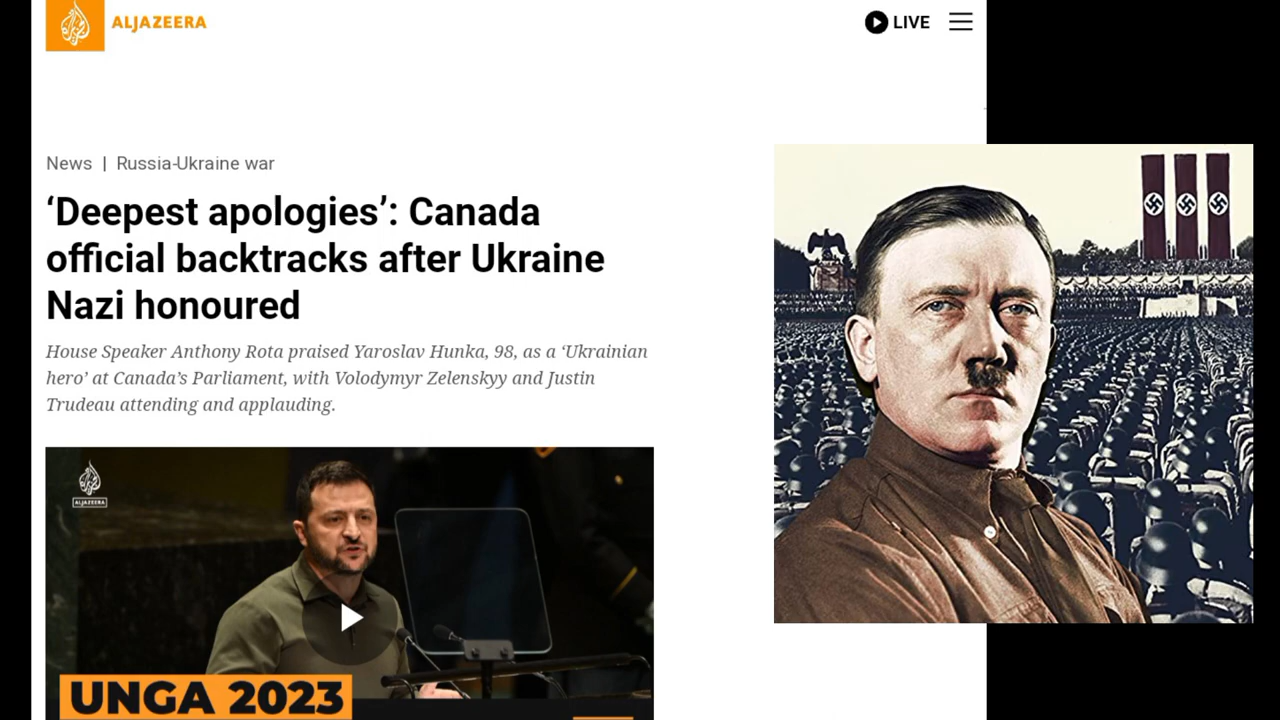 ALJAZEERA
LIVE
News | Russia-Ukraine war
‘Deepest apologies’: Canada
official backtracks after Ukraine
Nazi honoured
House Speaker Anthony Rota praised Yaroslav Hunka, 98, as a ‘Ukrainian
hero’ at Canada’s Parliament, with Volodymyr Zelenskyy and Justin
Trudeau attending and applauding.
ALJAZEERA
UNGA 2023